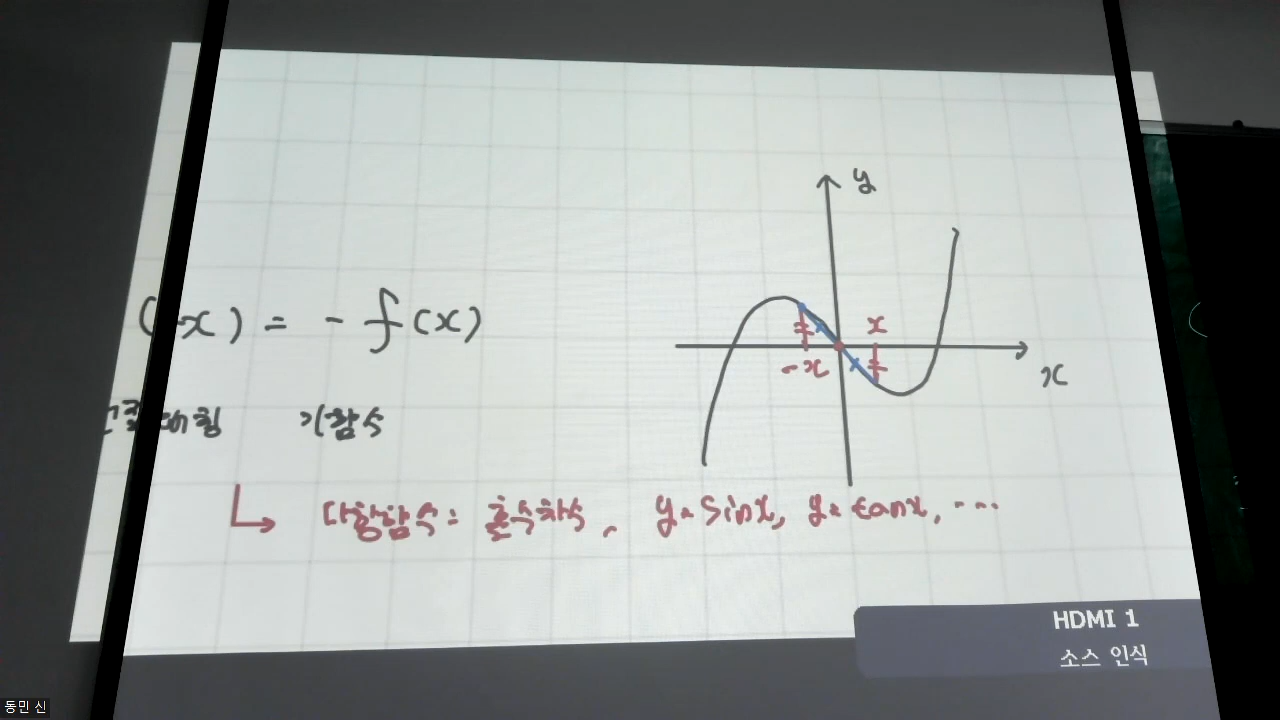 (-x) = - f(x)
y
x
-x
x
대칭 기함수
다항함수: 홀수차수, y=sinx, y=tanx, ...
HDMI 1
소스 인식
동민 신